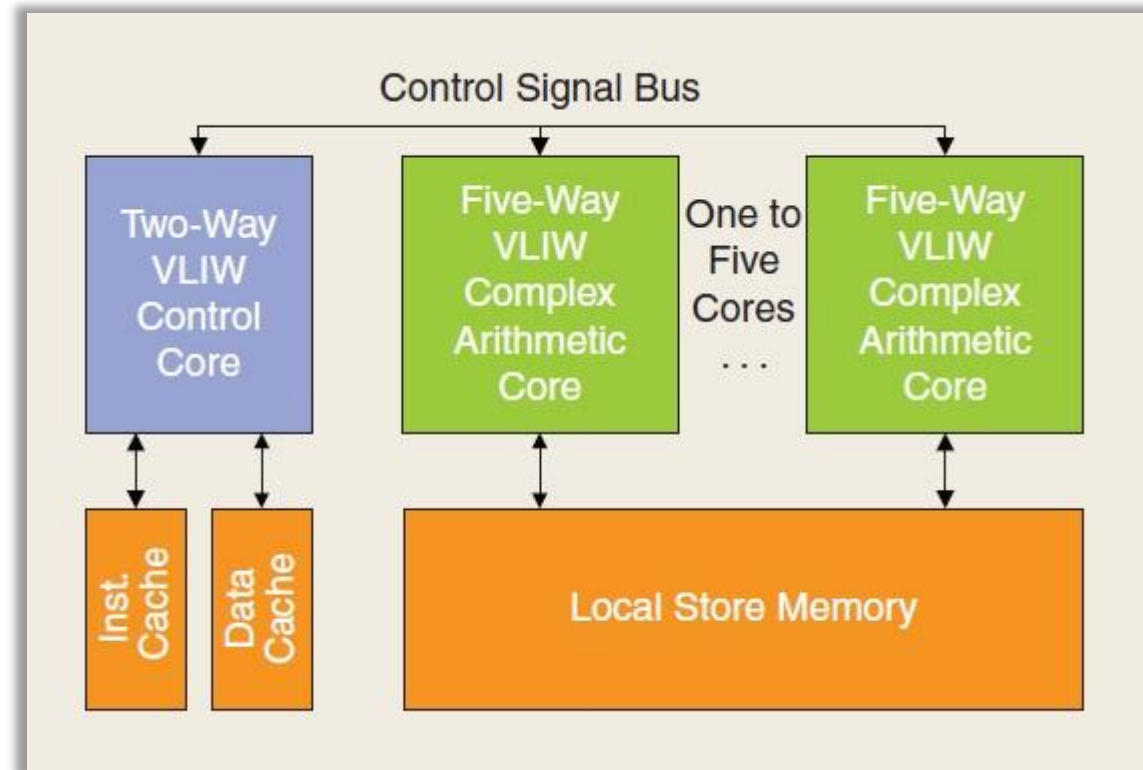 Control Signal Bus
Two-Way
VLIW
Control
Core
Five-Way
VLIW
Complex
Arithmetic
Core
One to
Five
Cores
. . .
Five-Way
VLIW
Complex
Arithmetic
Core
Inst.
Cache
Data
Cache
Local Store Memory